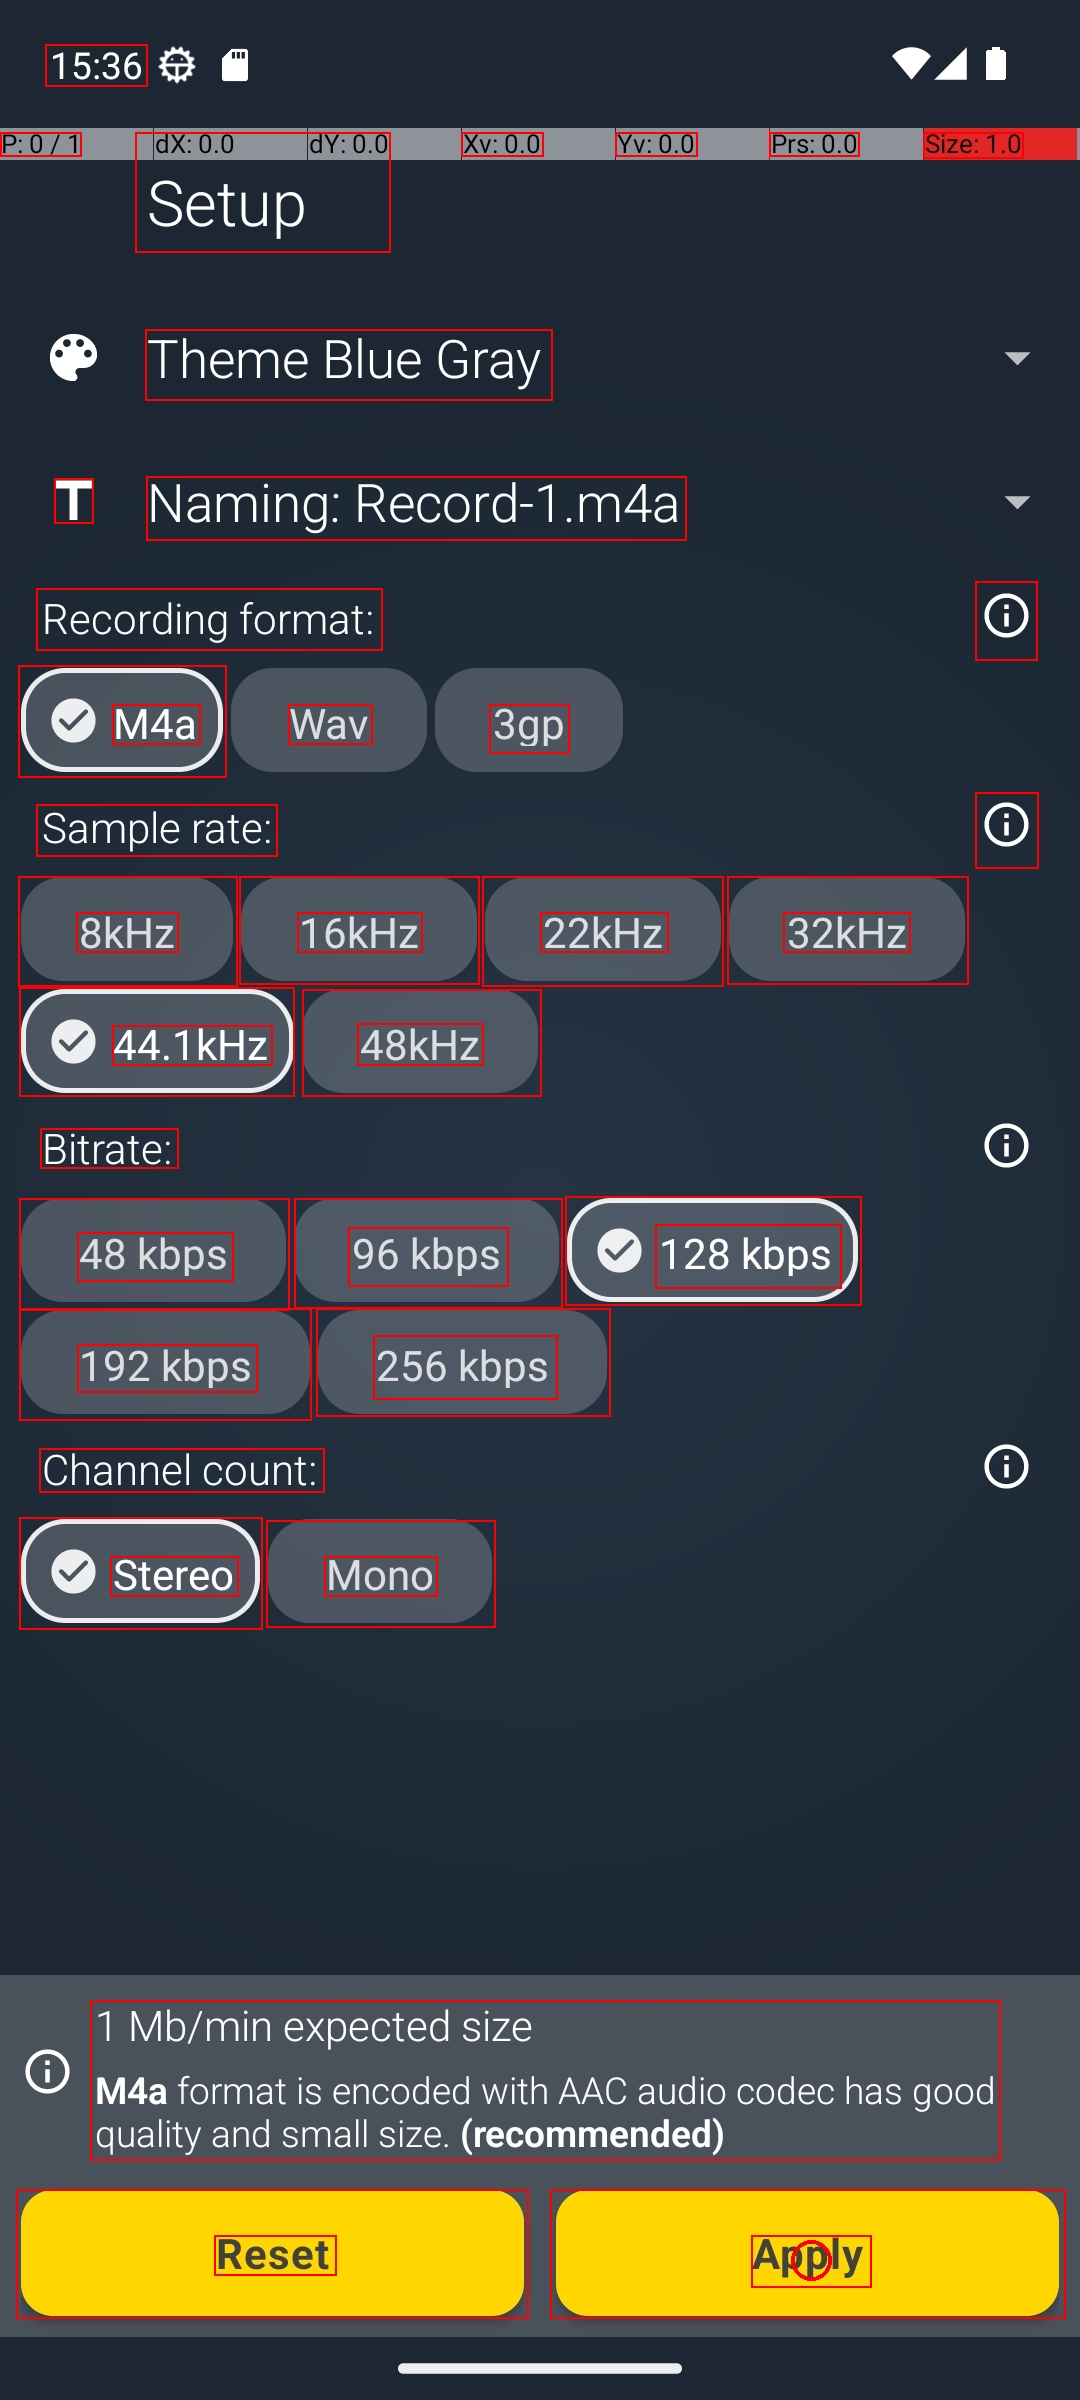 15:36
P: 0 / 1 dX: 0.0 dY: 0.0 Xv: 0.0 Yv: 0.0 Prs: 0.0 Size: 1.0
Setup
Theme Blue Gray
T Naming: Record-1.m4a
Recording format:
M4a Wav 3gp
Sample rate:
8kHz 16kHz 22kHz 32kHz
44.1kHz 48kHz
Bitrate:
48 kbps 96 kbps 128 kbps
192 kbps 256 kbps
Channel count:
Stereo Mono
1 Mb/min expected size
M4a format is encoded with AAC audio codec has good
quality and small size. (recommended)
Reset Apply